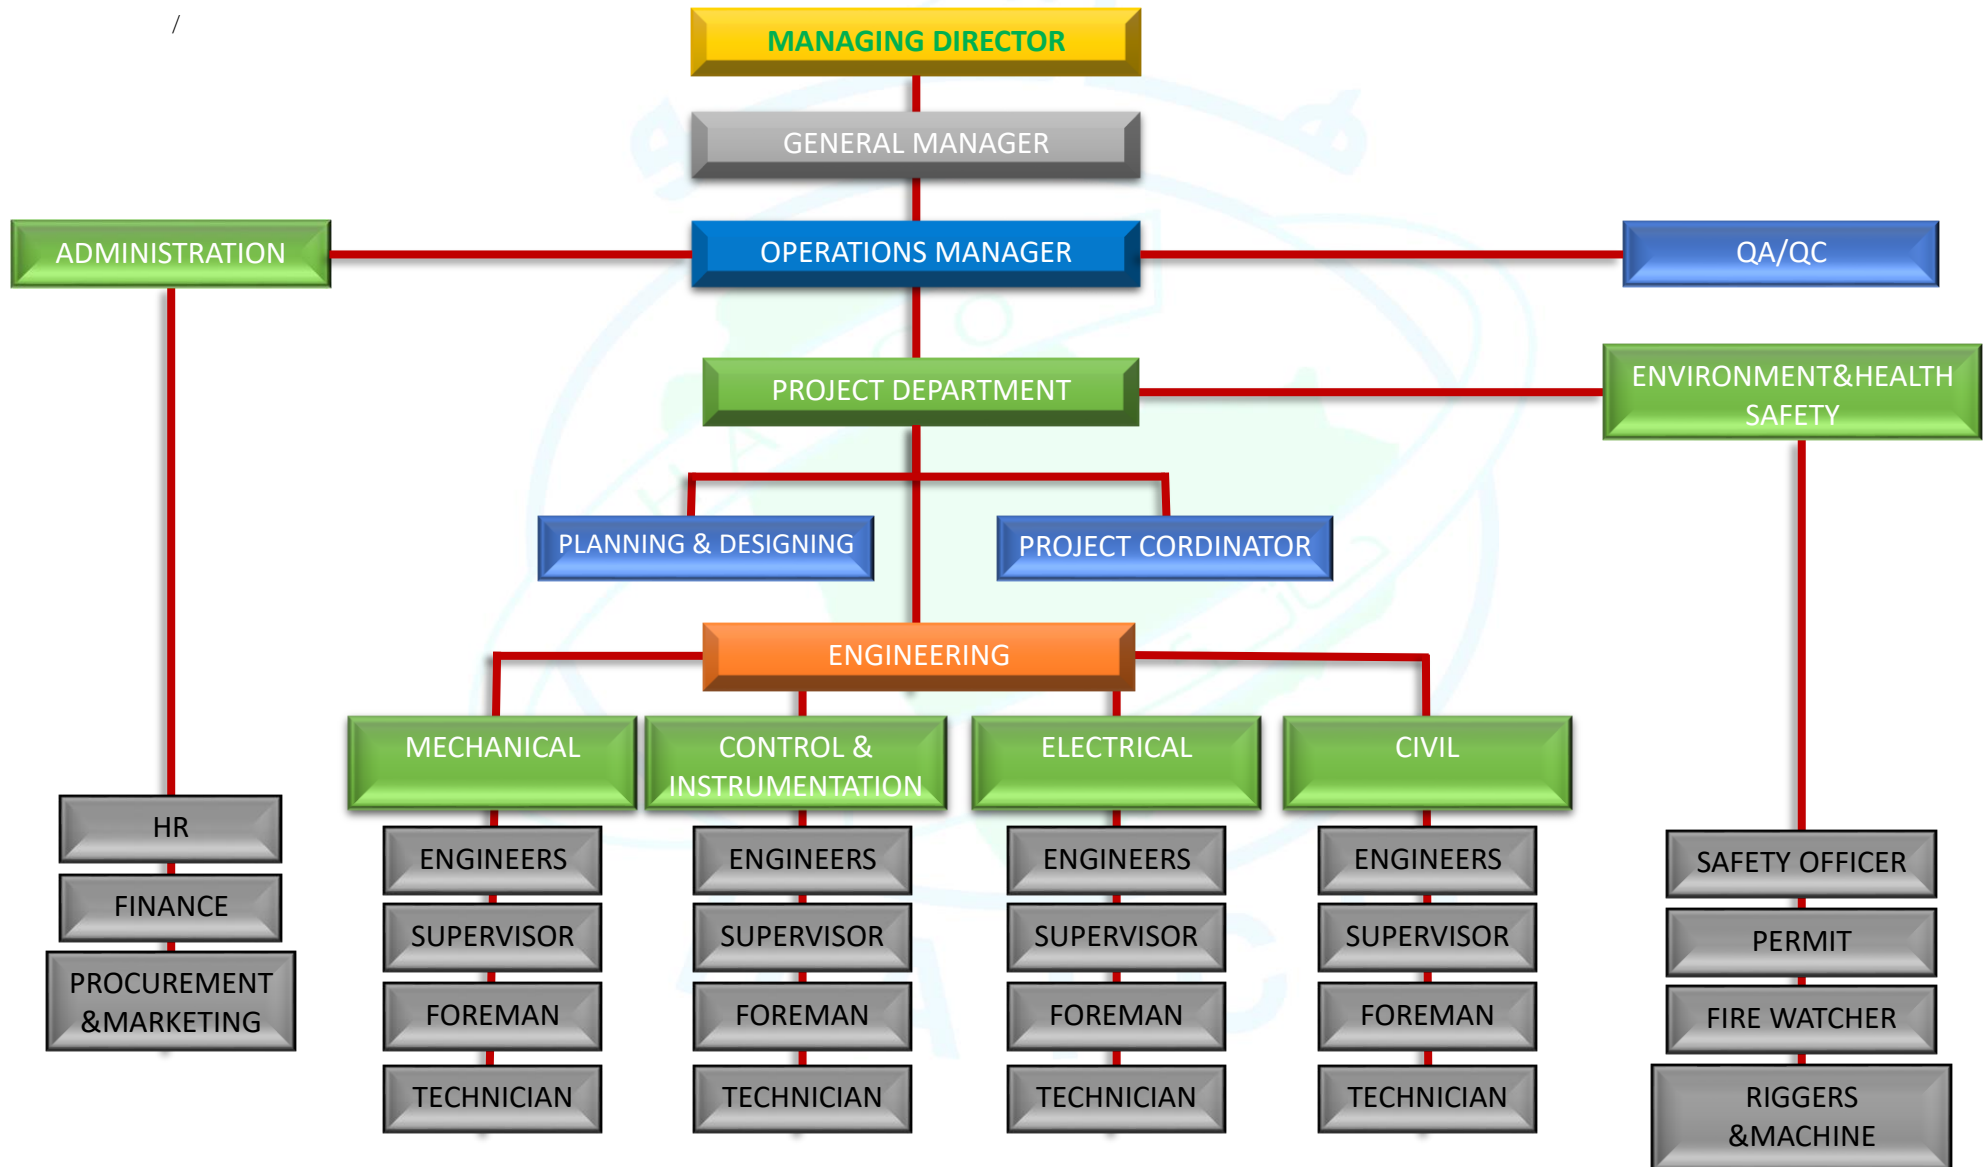 /
MANAGING DIRECTOR
GENERAL MANAGER
ADMINISTRATION
OPERATIONS MANAGER
QA/QC
PROJECT DEPARTMENT
ENVIRONMENT&HEALTH
SAFETY
PLANNING & DESIGNING
PROJECT CORDINATOR
ENGINEERING
MECHANICAL
CONTROL &
INSTRUMENTATION
ELECTRICAL
CIVIL
HR
FINANCE
PROCUREMENT
&MARKETING
ENGINEERS
SUPERVISOR
FOREMAN
TECHNICIAN
ENGINEERS
SUPERVISOR
FOREMAN
TECHNICIAN
ENGINEERS
SUPERVISOR
FOREMAN
TECHNICIAN
ENGINEERS
SUPERVISOR
FOREMAN
TECHNICIAN
SAFETY OFFICER
PERMIT
FIRE WATCHER
RIGGERS
&MACHINE